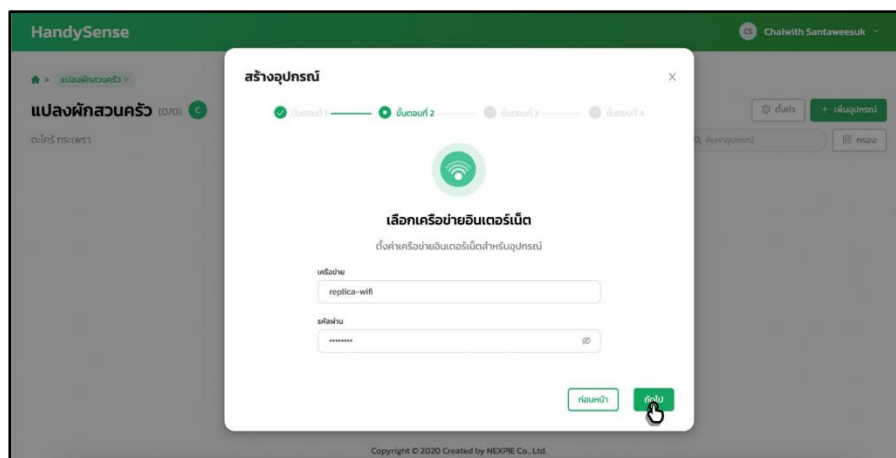 HandySense
CS Chaiwith Santaweesuk
แปลงผักสวนครัว
สร้างอุปกรณ์
แปลงผักสวนครัว (0/0) C
ขั้นตอนที่ 1
ขั้นตอนที่ 2
ขั้นตอนที่ 3
ขั้นตอนที่ 4
ตั้งค่า
+ เพิ่มอุปกรณ์
ตะไคร้ กระเพรา
ค้นหาอุปกรณ์
กรอง
เลือกเครือข่ายอินเตอร์เน็ต
ตั้งค่าเครือข่ายอินเตอร์เน็ตสำหรับอุปกรณ์
เครือข่าย
replica-wifi
รหัสผ่าน
••••••••
ก่อนหน้า
ถัดไป
Copyright © 2020 Created by NEXPIE Co., Ltd.